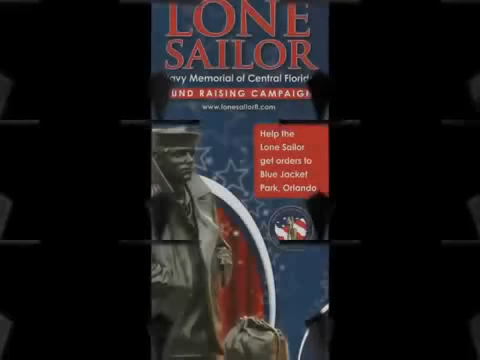 LONE
SAILOR
avy Memorial of Central Florid
UND RAISING CAMPAIG
www.lonesailorfl.com
Help the
Lone Sailor
get orders to
Blue Jacket
Park, Orlando